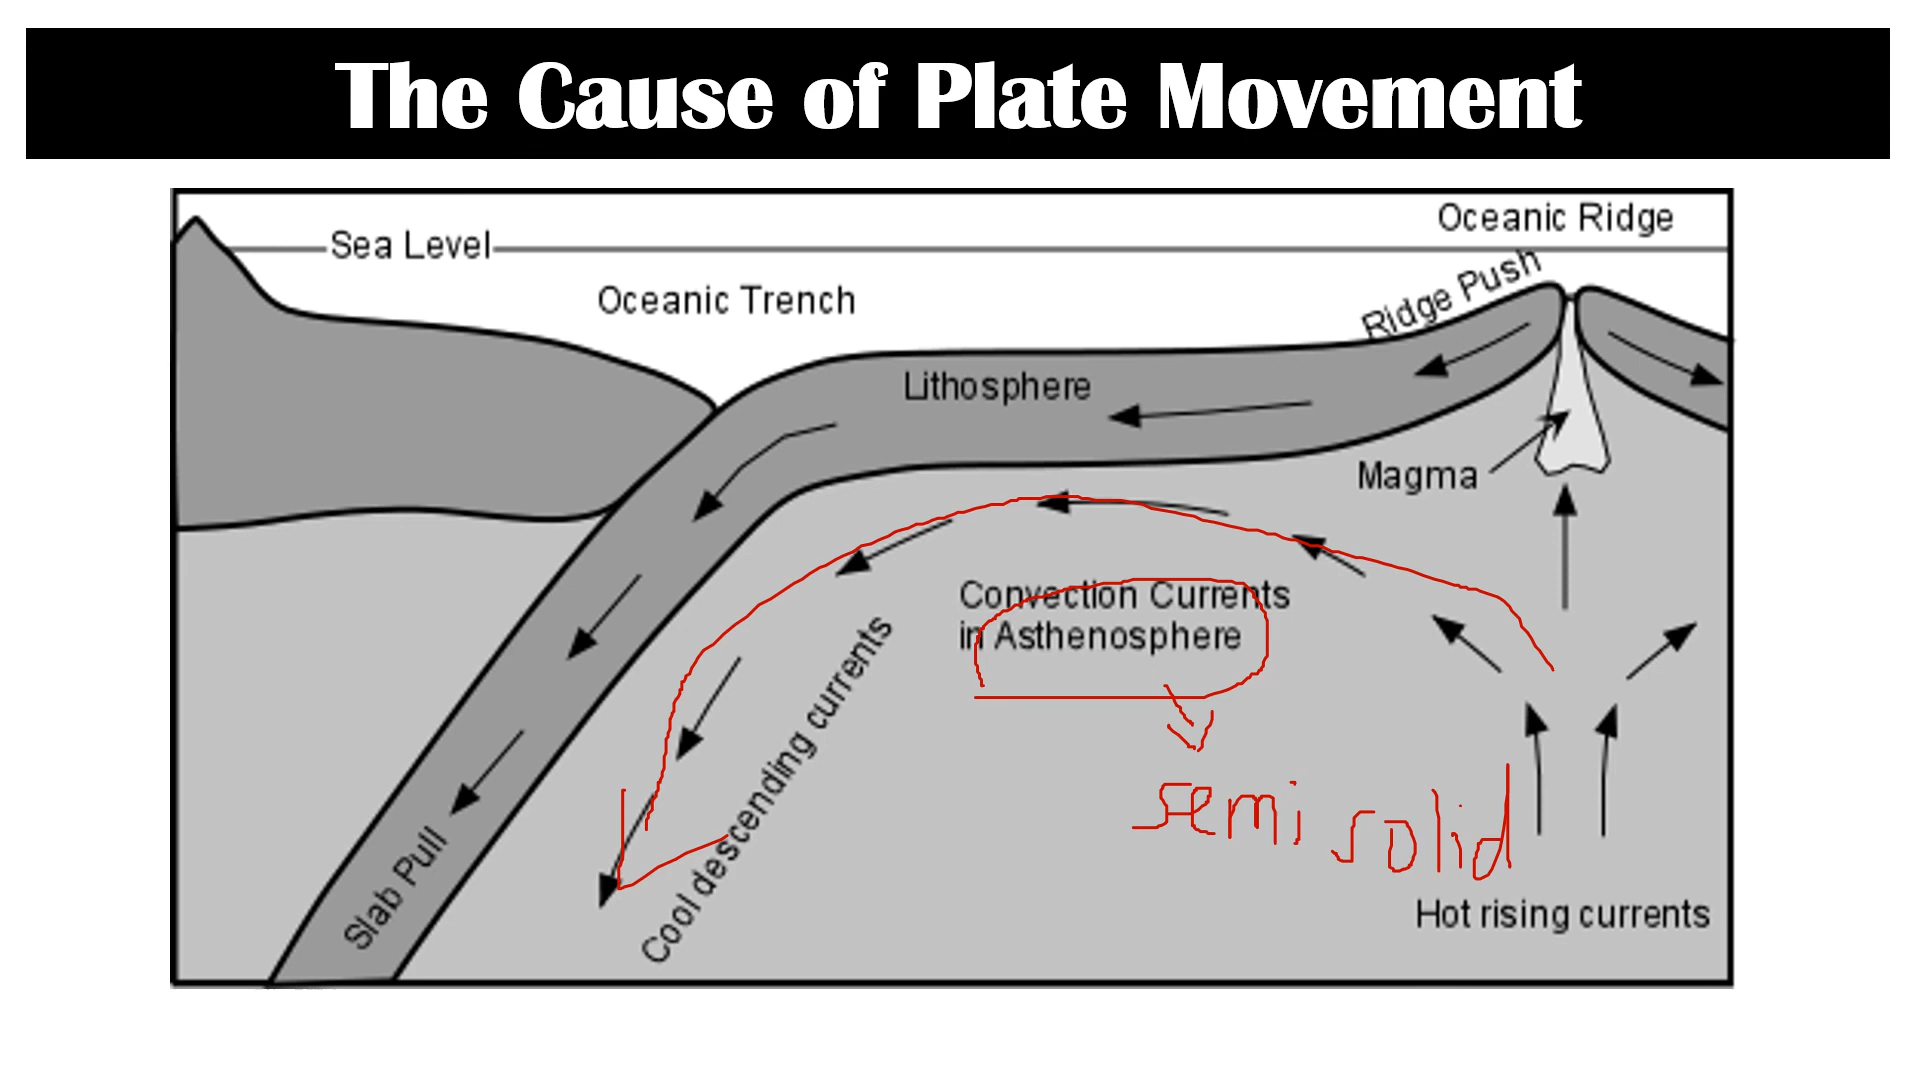 The Cause of Plate Movement
Oceanic Ridge
Sea Level
Ridge Push
Oceanic Trench
Lithosphere
Magma
Convection Currents
in Asthenosphere
Cool descending currents
semi solid
Slab Pull
Hot rising currents